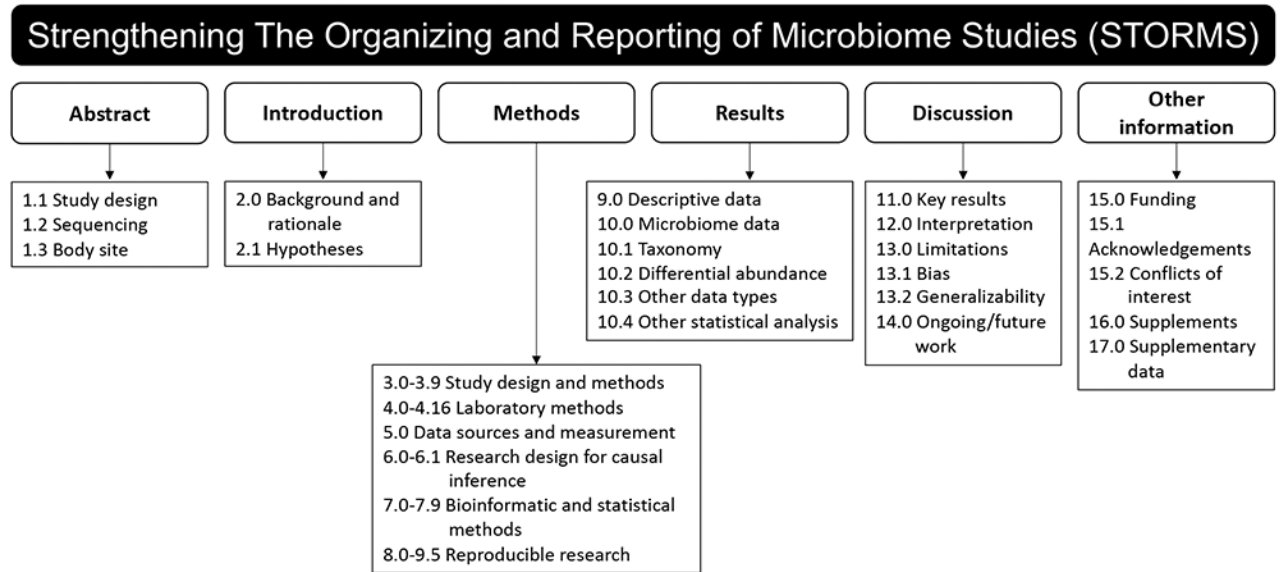 Strengthening The Organizing and Reporting of Microbiome Studies (STORMS)
Abstract
Introduction
Methods
Results
Discussion
Other
information
1.1 Study design
1.2 Sequencing
1.3 Body site
2.0 Background and
rationale
2.1 Hypotheses
3.0-3.9 Study design and methods
4.0-4.16 Laboratory methods
5.0 Data sources and measurement
6.0-6.1 Research design for causal
inference
7.0-7.9 Bioinformatic and statistical
methods
8.0-9.5 Reproducible research
9.0 Descriptive data
10.0 Microbiome data
10.1 Taxonomy
10.2 Differential abundance
10.3 Other data types
10.4 Other statistical analysis
11.0 Key results
12.0 Interpretation
13.0 Limitations
13.1 Bias
13.2 Generalizability
14.0 Ongoing/future
work
15.0 Funding
15.1
Acknowledgements
15.2 Conflicts of
interest
16.0 Supplements
17.0 Supplementary
data